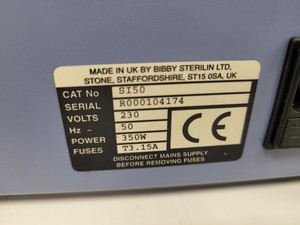 MADE IN UK BY BIBBY STERILIN LTD,
STONE, STAFFORDSHIRE, ST15 0SA, UK
CAT No SI50
SERIAL R000104174
VOLTS 230
Hz ~ 50
POWER 350W
FUSES T3.15A
CE
DISCONNECT MAINS SUPPLY
BEFORE REMOVING FUSES